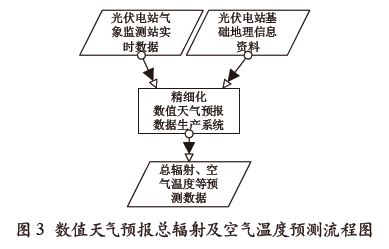 光伏电站气
象监测站实
时数据
光伏电站基
础地理信息
资料
精细化
数值天气预报
数据生产系统
总辐射、空
气温度等预
测数据
图 3 数值天气预报总辐射及空气温度预测流程图